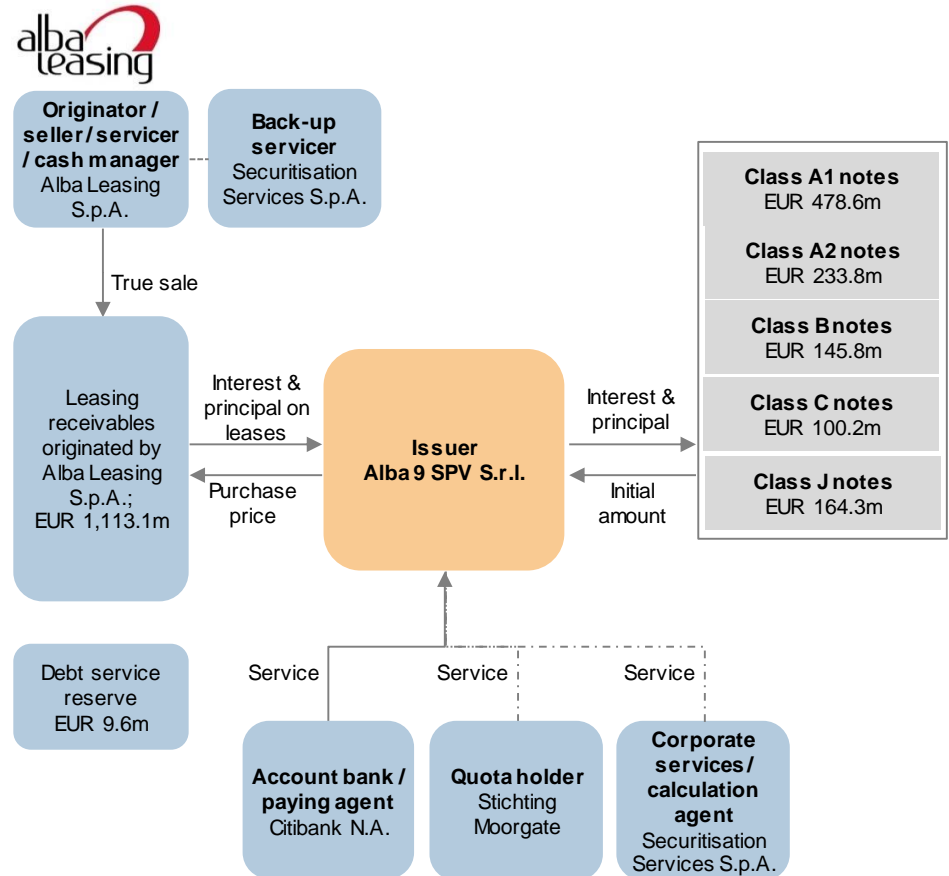 alba
leasing
Originator /
seller / servicer
/ cash manager
Alba Leasing
S.p.A.
Back-up
servicer
Securitisation
Services S.p.A.
True sale
Leasing
receivables
originated by
Alba Leasing
S.p.A.;
EUR 1,113.1m
Interest &
principal on
leases
Purchase
price
Issuer
Alba 9 SPV S.r.l.
Interest &
principal
Initial
amount
Class A1 notes
EUR 478.6m
Class A2 notes
EUR 233.8m
Class B notes
EUR 145.8m
Class C notes
EUR 100.2m
Class J notes
EUR 164.3m
Debt service
reserve
EUR 9.6m
Service
Service
Service
Account bank /
paying agent
Citibank N.A.
Quota holder
Stichting
Moorgate
Corporate
services/
calculation
agent
Securitisation
Services S.p.A.